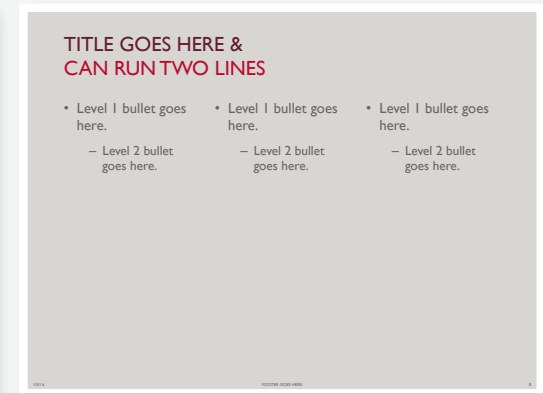 TITLE GOES HERE &
CAN RUN TWO LINES
• Level 1 bullet goes
here.
– Level 2 bullet
goes here.
• Level 1 bullet goes
here.
– Level 2 bullet
goes here.
• Level 1 bullet goes
here.
– Level 2 bullet
goes here.
FOOTER GOES HERE